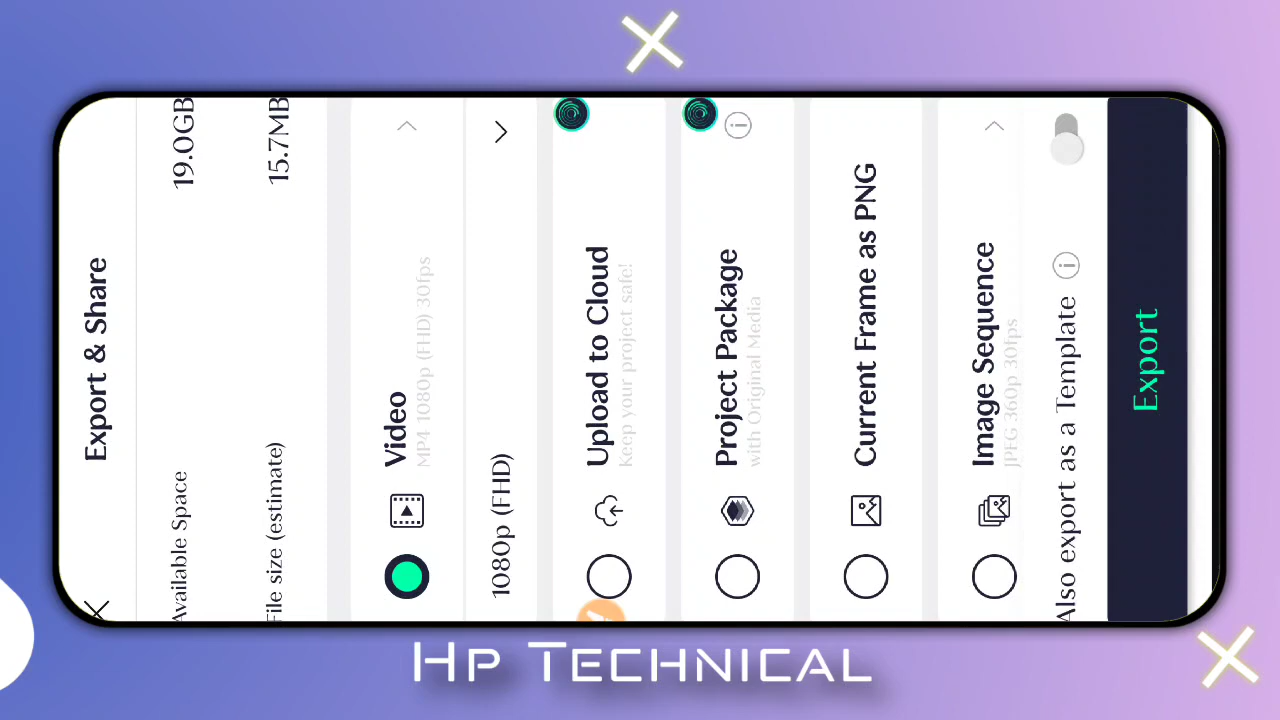 Export & Share
Available Space 19.0GB
File size (estimate) 15.7MB
Video
MP4 1080p (FHD) 30fps
1080p (FHD)
Upload to Cloud
Keep your project safe!
Project Package
with Original Media
Current Frame as PNG
Image Sequence
JPEG 360p 30fps
Also export as a Template
Export
Hp Technical